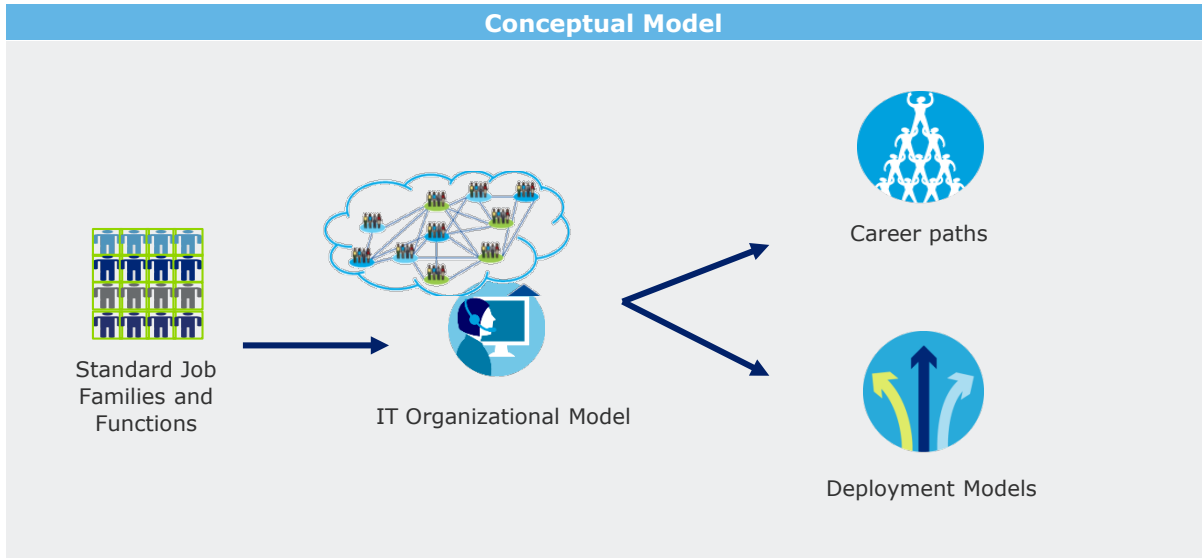 Conceptual Model
Career paths
Standard Job
Families and
Functions
IT Organizational Model
Deployment Models